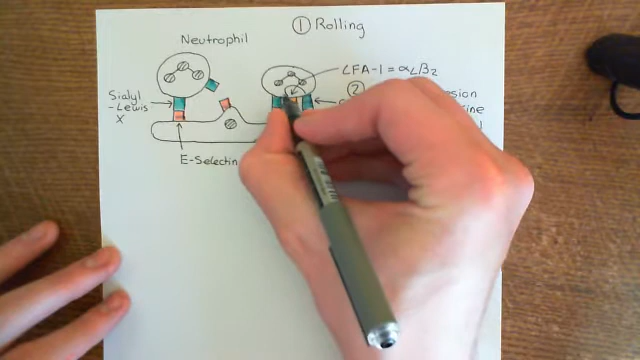 ① Rolling
Neutrophil
LFA-1 = αLβ2
②
Sialyl
-Lewis
X
E-Selectin